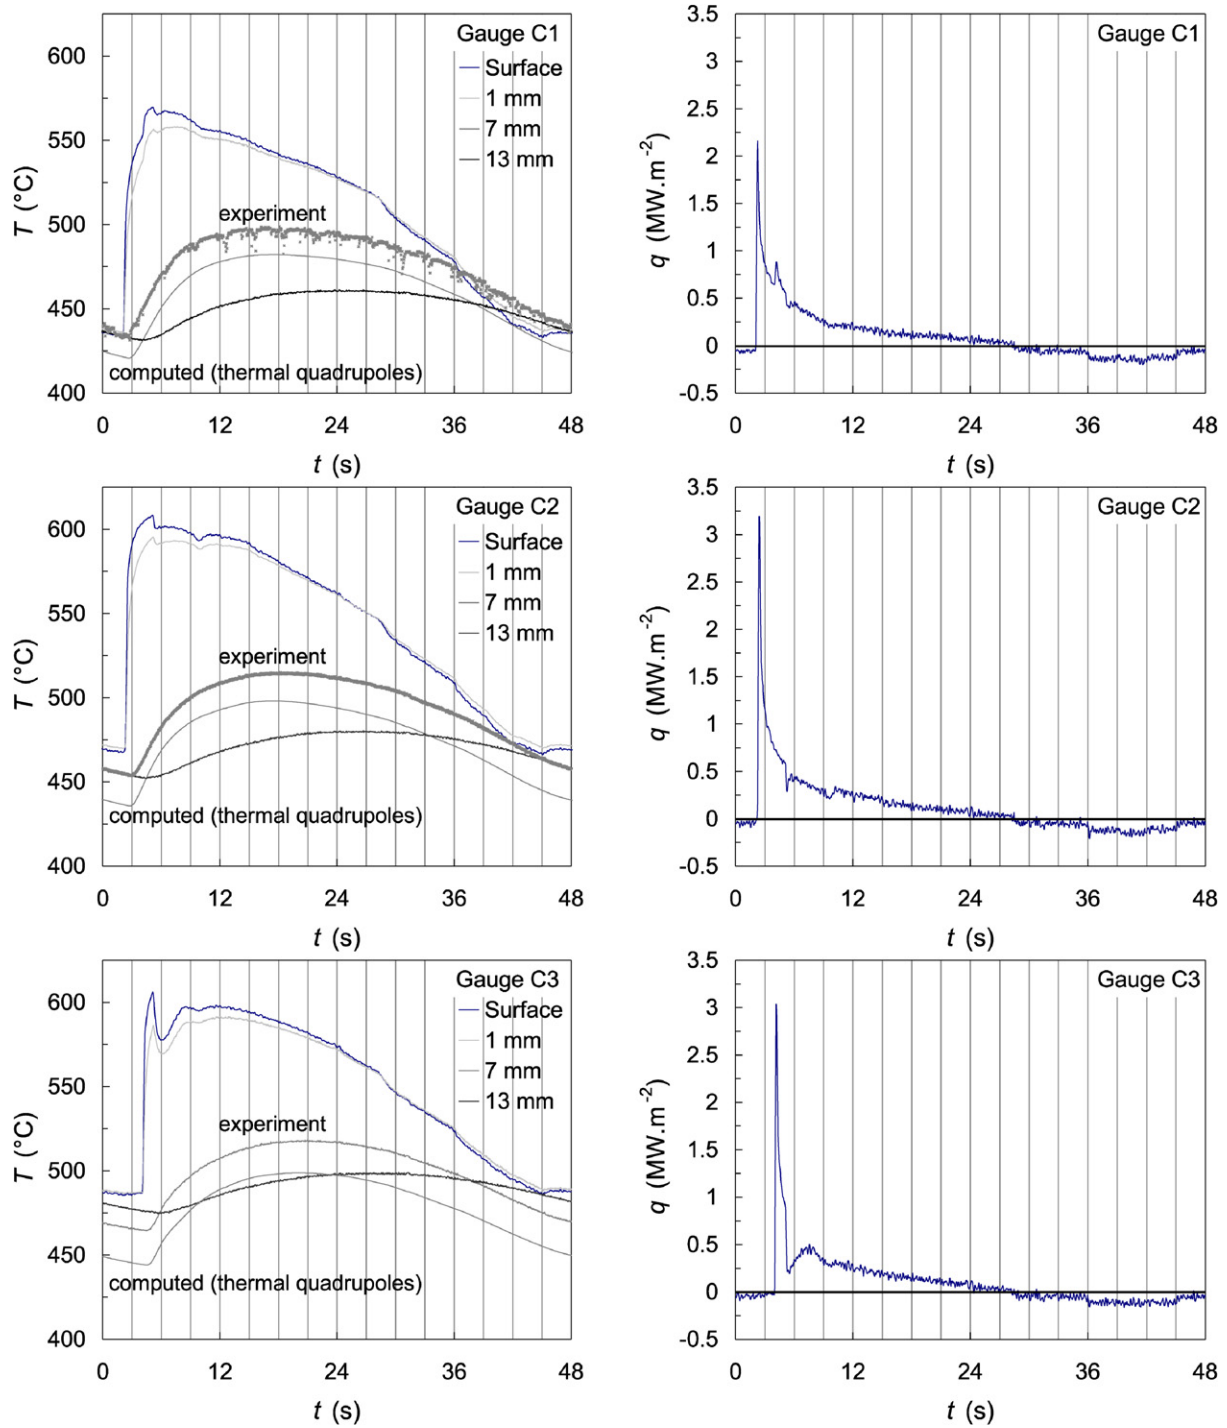 Gauge C1
Surface
1 mm
7 mm
13 mm
600
550
500
450
400
T (°C)
experiment
computed (thermal quadrupoles)
0 12 24 36 48
t (s)
Gauge C1
3.5
3
2.5
2
1.5
1
0.5
0
-0.5
q (MW.m-2)
0 12 24 36 48
t (s)
Gauge C2
Surface
1 mm
7 mm
13 mm
600
550
500
450
400
T (°C)
experiment
computed (thermal quadrupoles)
0 12 24 36 48
t (s)
Gauge C2
3.5
3
2.5
2
1.5
1
0.5
0
-0.5
q (MW.m-2)
0 12 24 36 48
t (s)
Gauge C3
Surface
1 mm
7 mm
13 mm
600
550
500
450
400
T (°C)
experiment
computed (thermal quadrupoles)
0 12 24 36 48
t (s)
Gauge C3
3.5
3
2.5
2
1.5
1
0.5
0
-0.5
q (MW.m-2)
0 12 24 36 48
t (s)